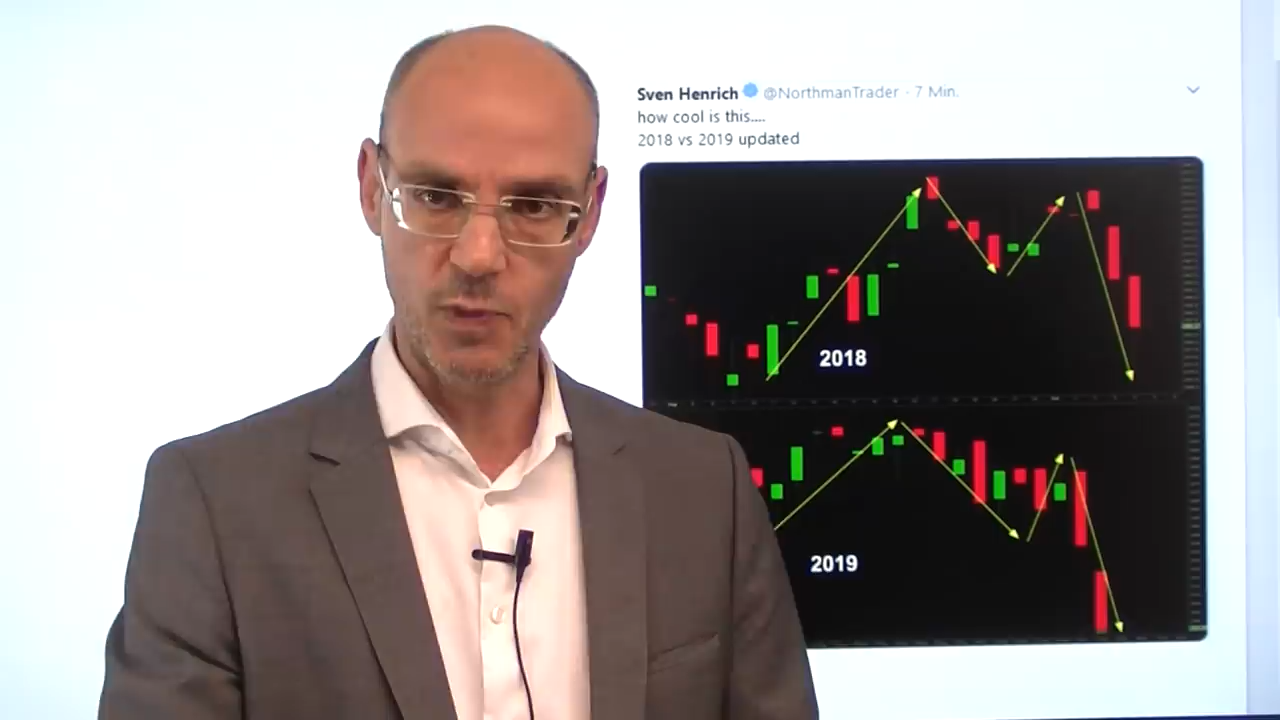 Sven Henrich @NorthmanTrader · 7 Min.
how cool is this....
2018 vs 2019 updated
2018
2019